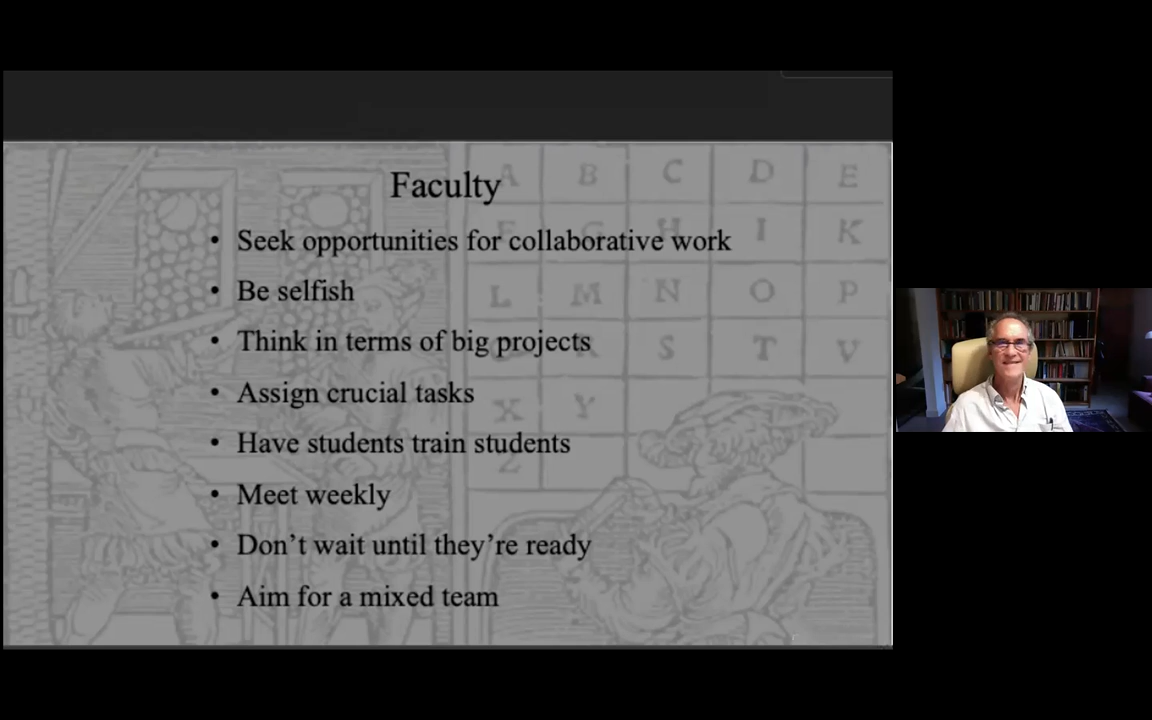 Faculty
• Seek opportunities for collaborative work
• Be selfish
• Think in terms of big projects
• Assign crucial tasks
• Have students train students
• Meet weekly
• Don't wait until they're ready
• Aim for a mixed team
A B C D E
F G H I K
L M N O P
R S T V
X Y
Z